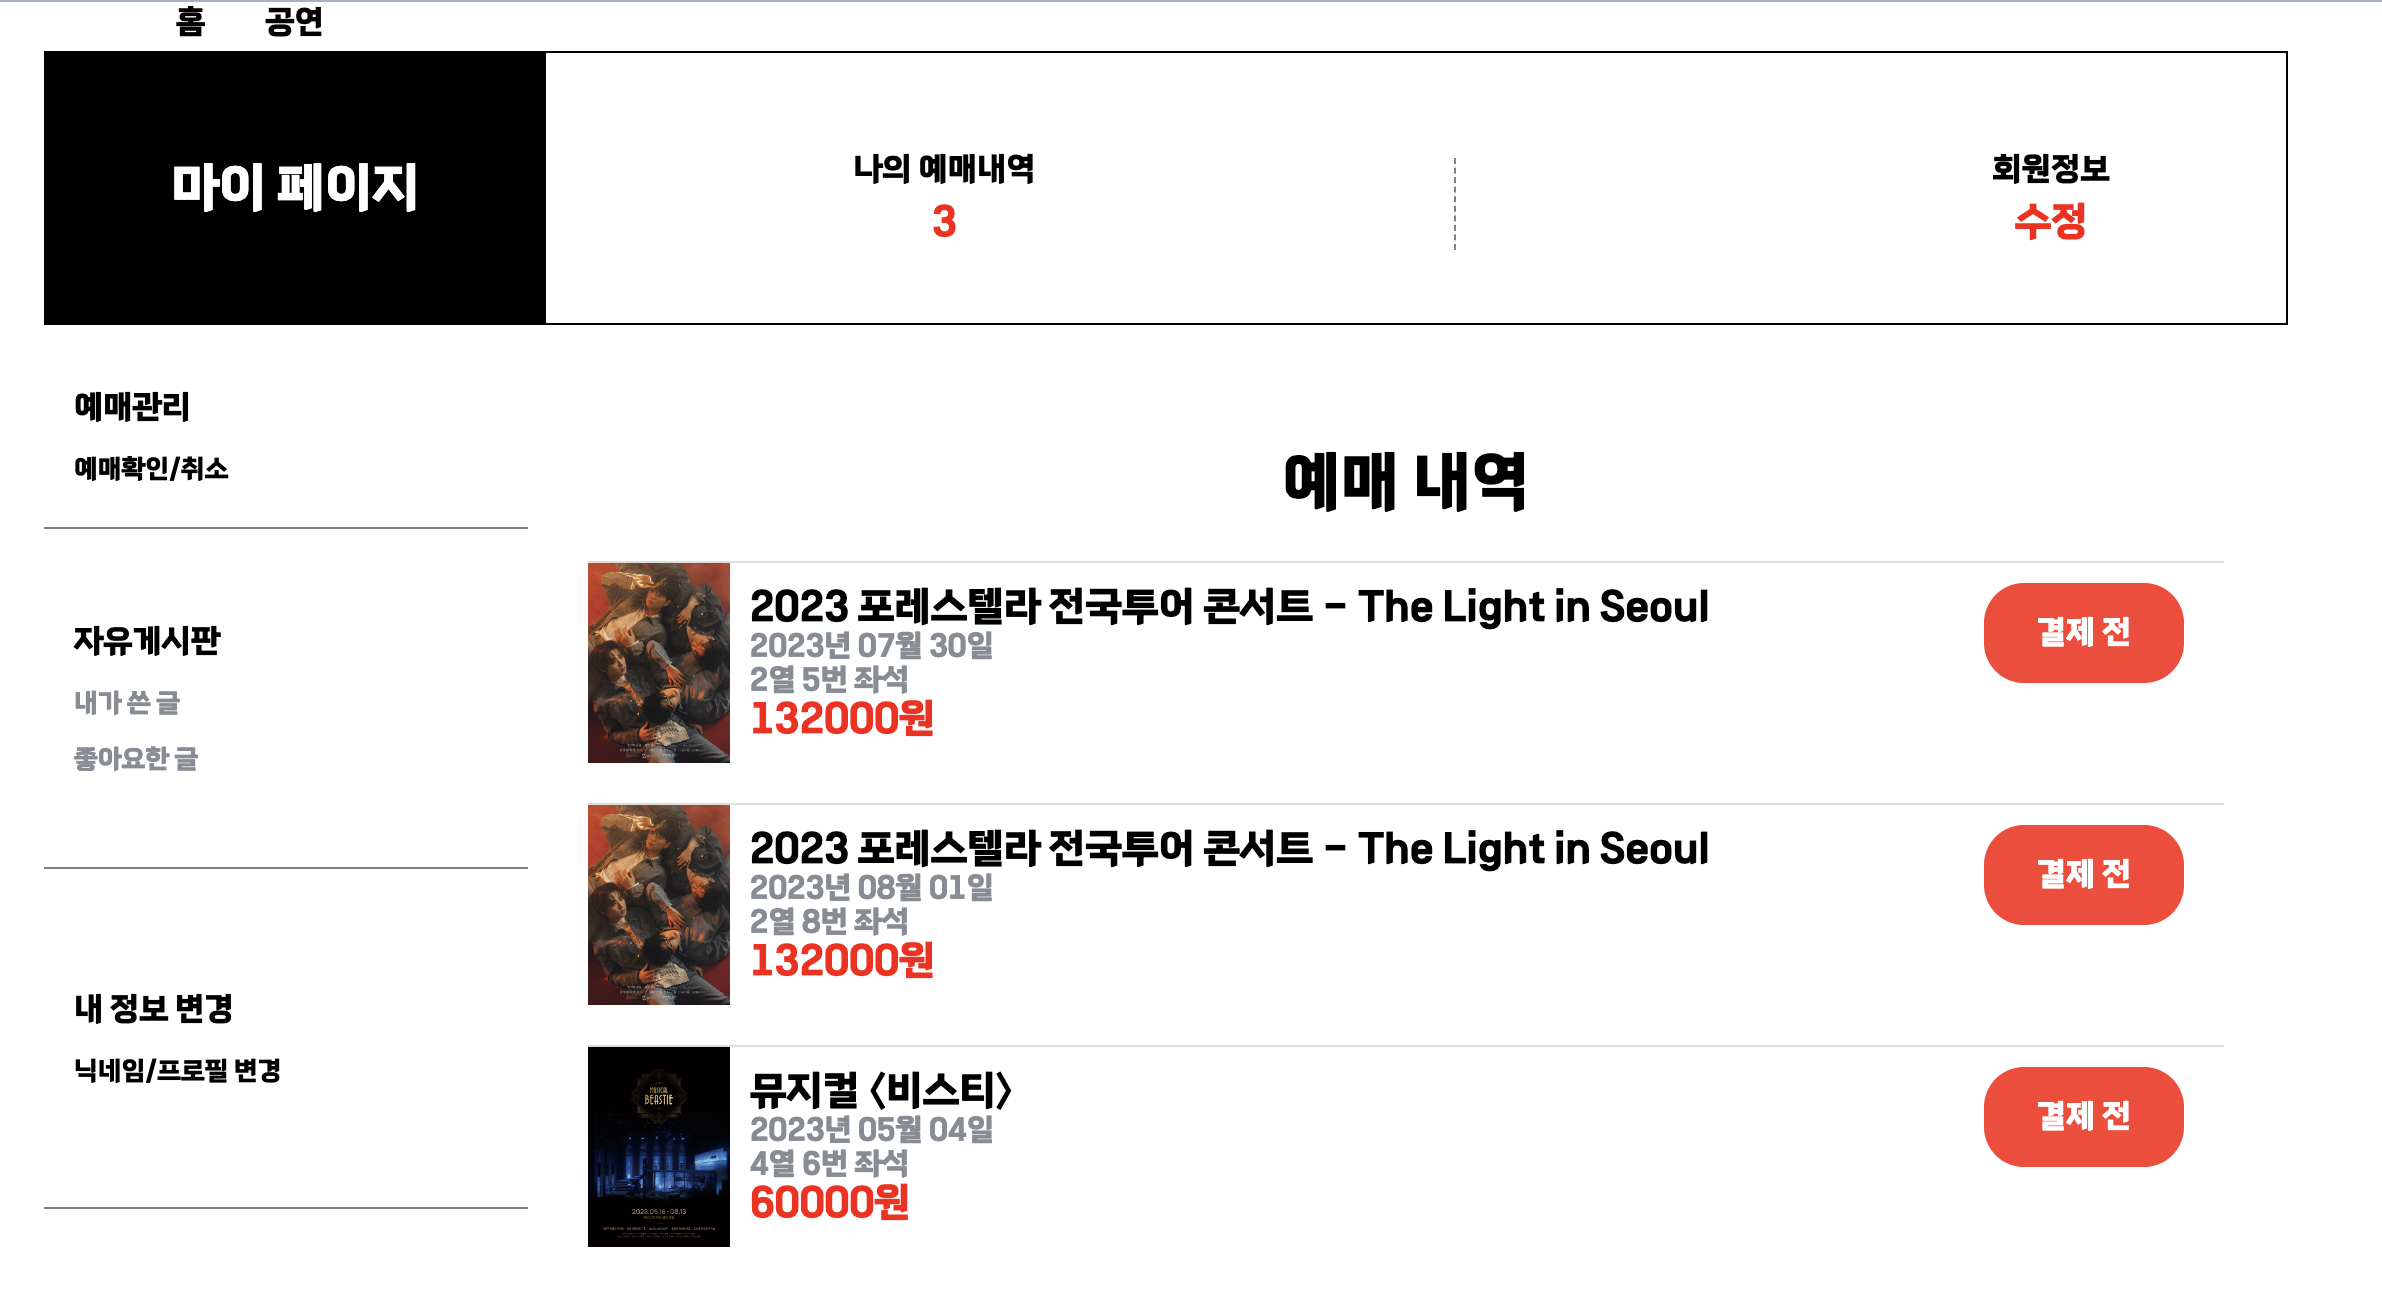 홈 공연
마이 페이지
나의 예매내역
3
회원정보
수정
예매관리
예매확인/취소
자유게시판
내가 쓴 글
좋아요한 글
내 정보 변경
닉네임/프로필 변경
예매 내역
2023 포레스텔라 전국투어 콘서트 - The Light in Seoul
2023년 07월 30일
2열 5번 좌석
132000원
결제 전
2023 포레스텔라 전국투어 콘서트 - The Light in Seoul
2023년 08월 01일
2열 8번 좌석
132000원
결제 전
MUSICAL
BEASTIE
2023.05.16-08.13
뮤지컬 〈비스티〉
2023년 05월 04일
4열 6번 좌석
60000원
결제 전